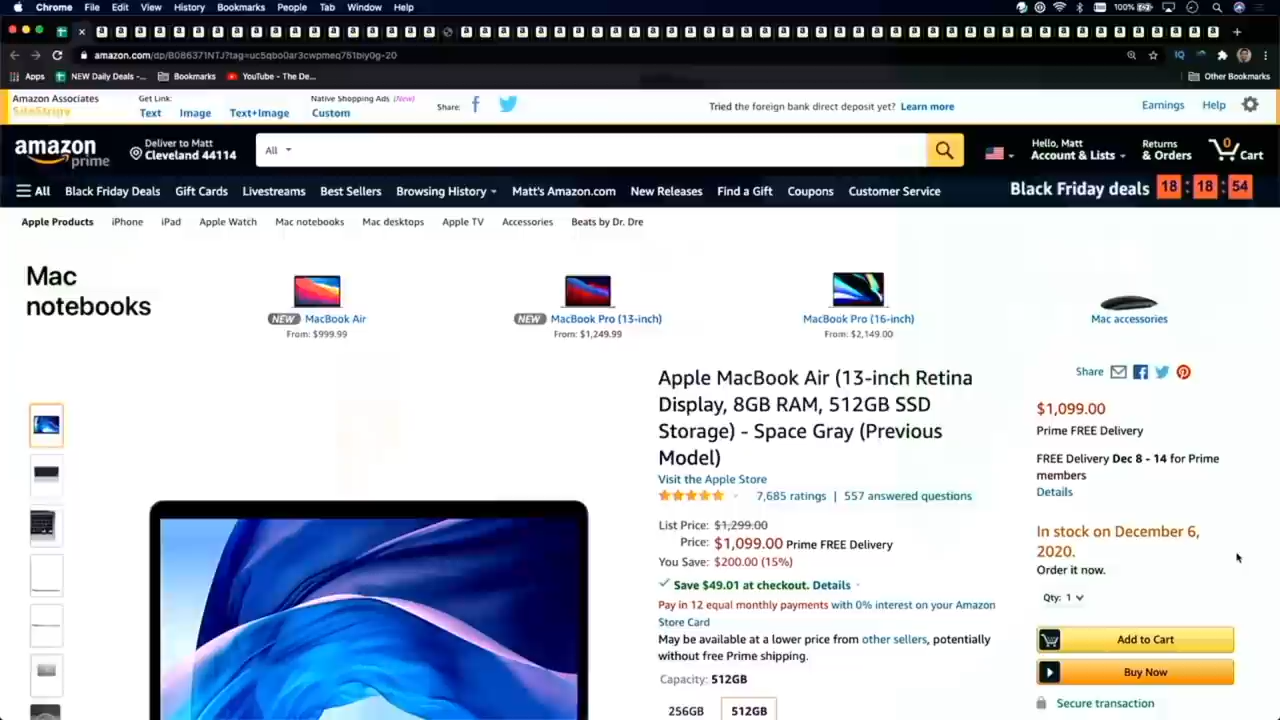 Chrome File Edit View History Bookmarks People Tab Window Help 100%
amazon.com/dp/B086371NTJ?tag=uc5qbo0ar3cwpmeq751biy0g-20
Apps NEW Daily Deals -... Bookmarks YouTube - The De... Other Bookmarks
Amazon Associates Get Link: Native Shopping Ads (New)
SiteStripe Text Image Text+Image Custom Share: Tried the foreign bank direct deposit yet? Learn more Earnings Help
amazon prime Deliver to Matt Hello, Matt Returns 0
Cleveland 44114 All Account & Lists & Orders Cart
All Black Friday Deals Gift Cards Livestreams Best Sellers Browsing History Matt's Amazon.com New Releases Find a Gift Coupons Customer Service Black Friday deals 18 : 18 : 54
Apple Products iPhone iPad Apple Watch Mac notebooks Mac desktops Apple TV Accessories Beats by Dr. Dre
Mac
notebooks
NEW MacBook Air NEW MacBook Pro (13-inch) MacBook Pro (16-inch) Mac accessories
From: $999.99 From: $1,249.99 From: $2,149.00
Apple MacBook Air (13-inch Retina
Display, 8GB RAM, 512GB SSD
Storage) - Space Gray (Previous
Model)
Visit the Apple Store
7,685 ratings | 557 answered questions
List Price: $1,299.00
Price: $1,099.00 Prime FREE Delivery
You Save: $200.00 (15%)
Save $49.01 at checkout. Details
Pay in 12 equal monthly payments with 0% interest on your Amazon
Store Card
May be available at a lower price from other sellers, potentially
without free Prime shipping.
Capacity: 512GB
256GB 512GB
Share
$1,099.00
Prime FREE Delivery
FREE Delivery Dec 8 - 14 for Prime
members
Details
In stock on December 6,
2020.
Order it now.
Qty: 1
Add to Cart
Buy Now
Secure transaction